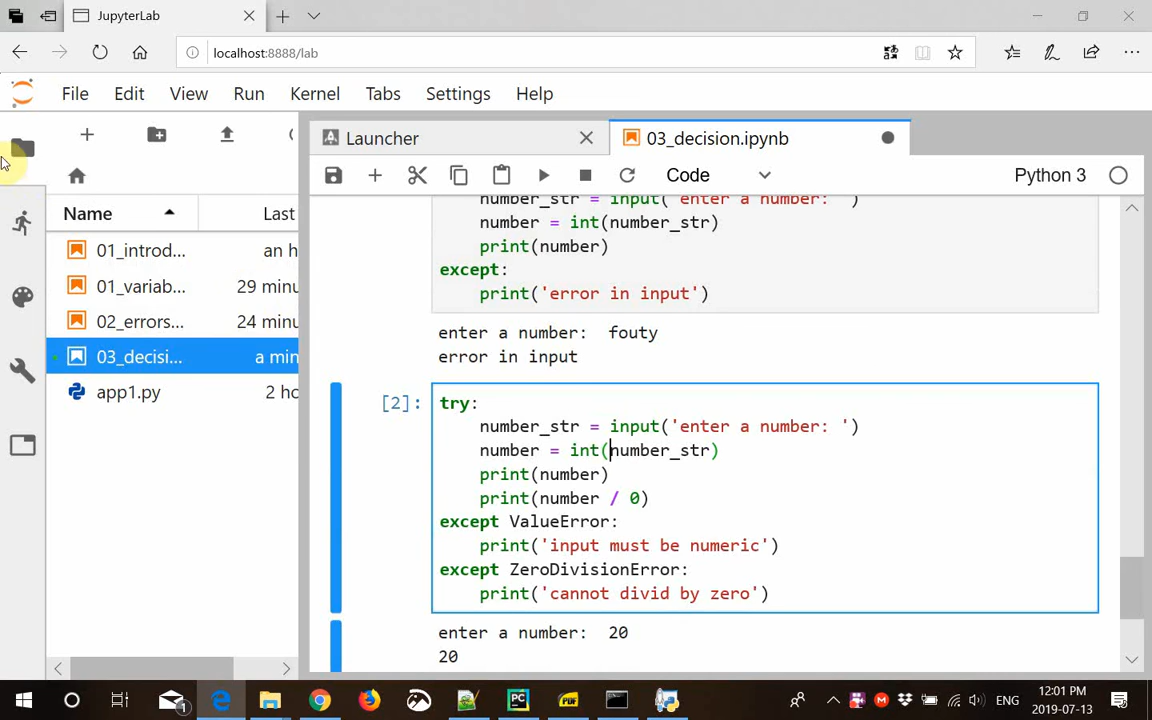 JupyterLab
localhost:8888/lab
File Edit View Run Kernel Tabs Settings Help
Launcher
03_decision.ipynb
Code
Python 3
Name
Last
01_introd... an h
01_variab... 29 minu
02_errors... 24 minu
03_decisi... a min
app1.py 2 hc
number_str = input('enter a number: ')
number = int(number_str)
print(number)
except:
print('error in input')
enter a number: fouty
error in input
[2]:
try:
number_str = input('enter a number: ')
number = int(number_str)
print(number)
print(number / 0)
except ValueError:
print('input must be numeric')
except ZeroDivisionError:
print('cannot divid by zero')
enter a number: 20
20
1
PC
PDF
ENG
12:01 PM
2019-07-13